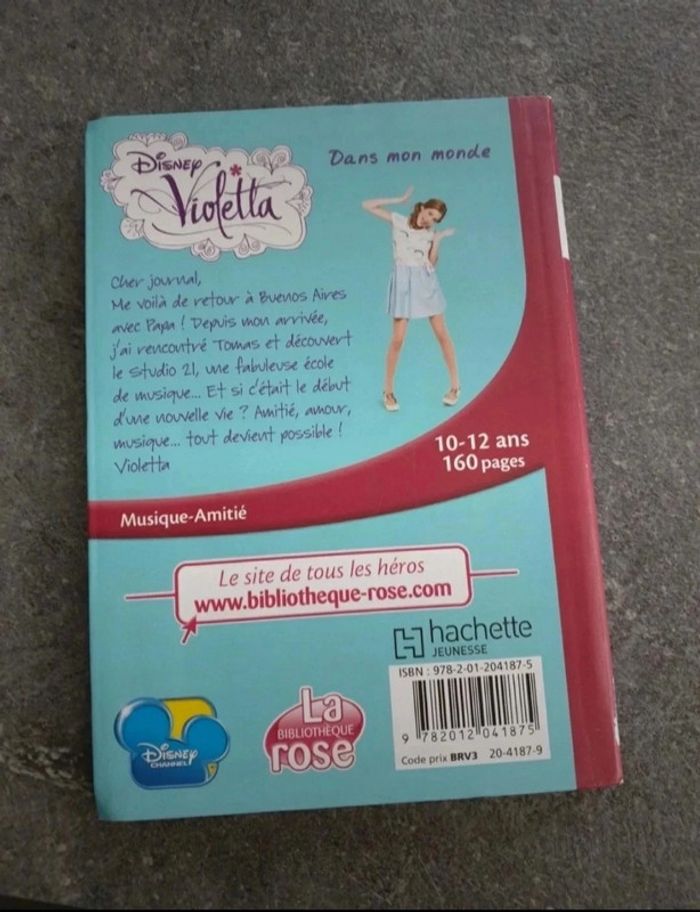 Disney
Violetta
Dans mon monde
Cher journal,
Me voilà de retour à Buenos Aires
avec Papa ! Depuis mon arrivée,
j'ai rencontré Tomas et découvert
le Studio 21, une fabuleuse école
de musique... Et si c'était le début
d'une nouvelle vie ? Amitié, amour,
musique... tout devient possible !
Violetta
10-12 ans
160 pages
Musique-Amitié
Le site de tous les héros
www.bibliotheque-rose.com
hachette
JEUNESSE
ISBN : 978-2-01-204187-5
9 782012 041875
Code prix BRV3 20-4187-9
Disney
CHANNEL
La
BIBLIOTHÈQUE
rose